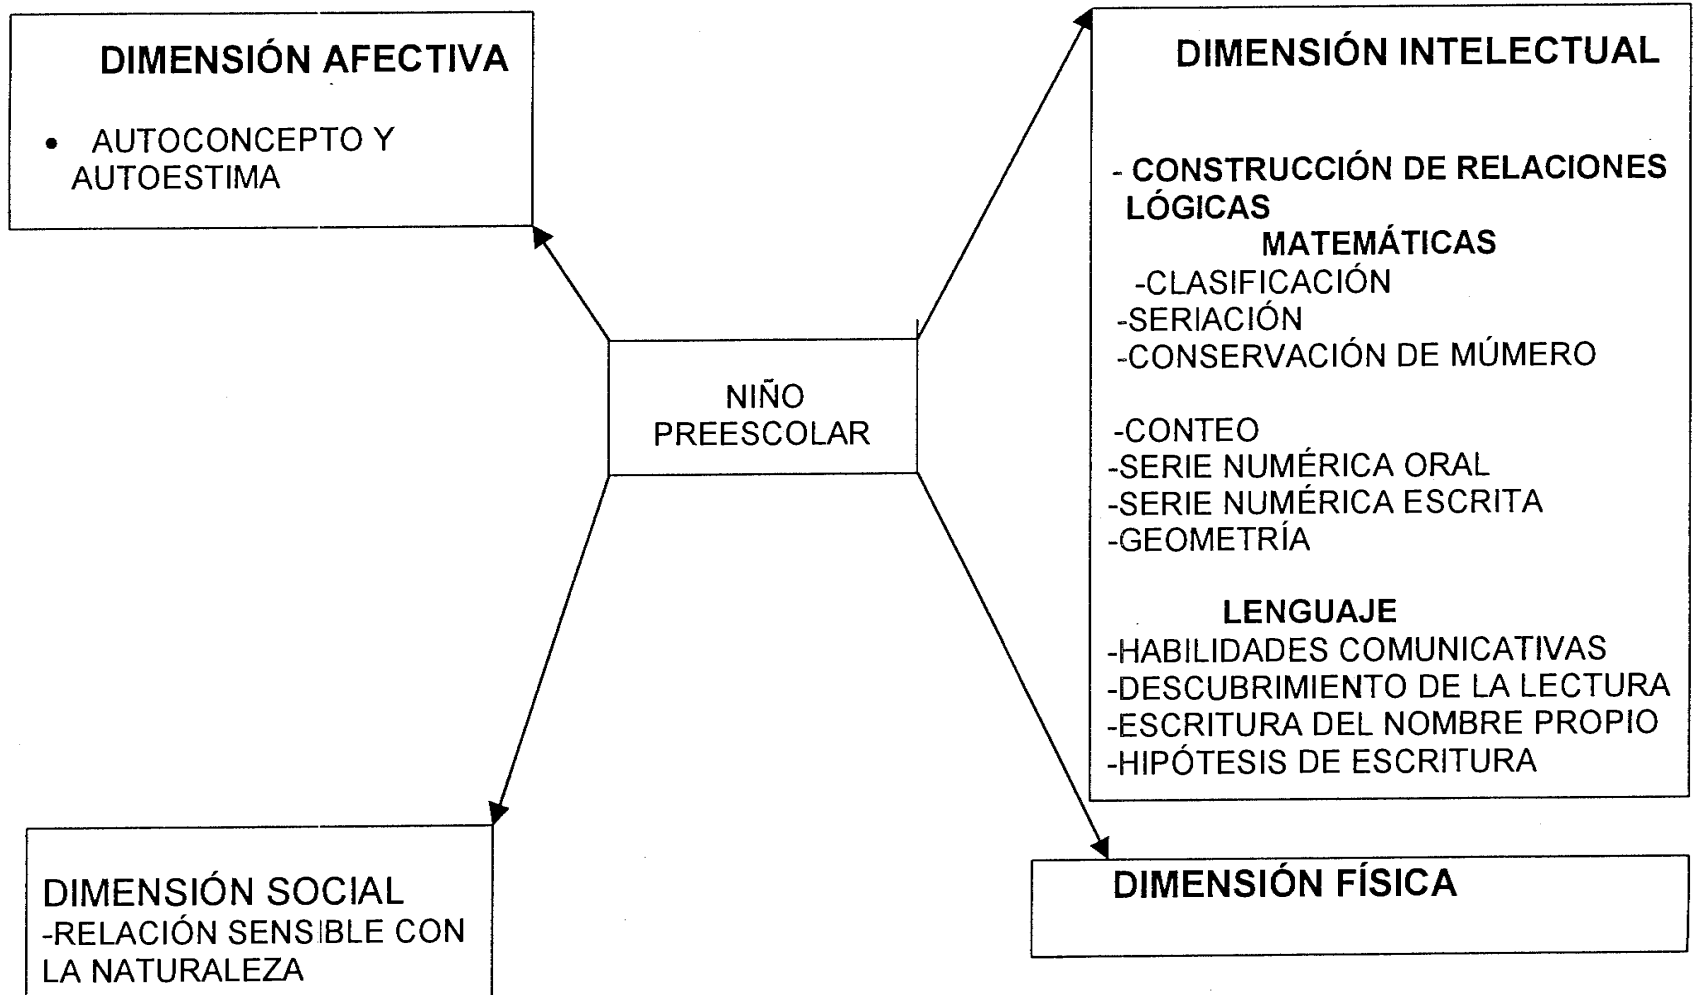 DIMENSIÓN AFECTIVA
• AUTOCONCEPTO Y
AUTOESTIMA
DIMENSIÓN INTELECTUAL
- CONSTRUCCIÓN DE RELACIONES
LÓGICAS
MATEMÁTICAS
-CLASIFICACIÓN
-SERIACIÓN
-CONSERVACIÓN DE MÚMERO
-CONTEO
-SERIE NUMÉRICA ORAL
-SERIE NUMÉRICA ESCRITA
-GEOMETRÍA
LENGUAJE
-HABILIDADES COMUNICATIVAS
-DESCUBRIMIENTO DE LA LECTURA
-ESCRITURA DEL NOMBRE PROPIO
-HIPÓTESIS DE ESCRITURA
NIÑO
PREESCOLAR
DIMENSIÓN SOCIAL
-RELACIÓN SENSIBLE CON
LA NATURALEZA
DIMENSIÓN FÍSICA